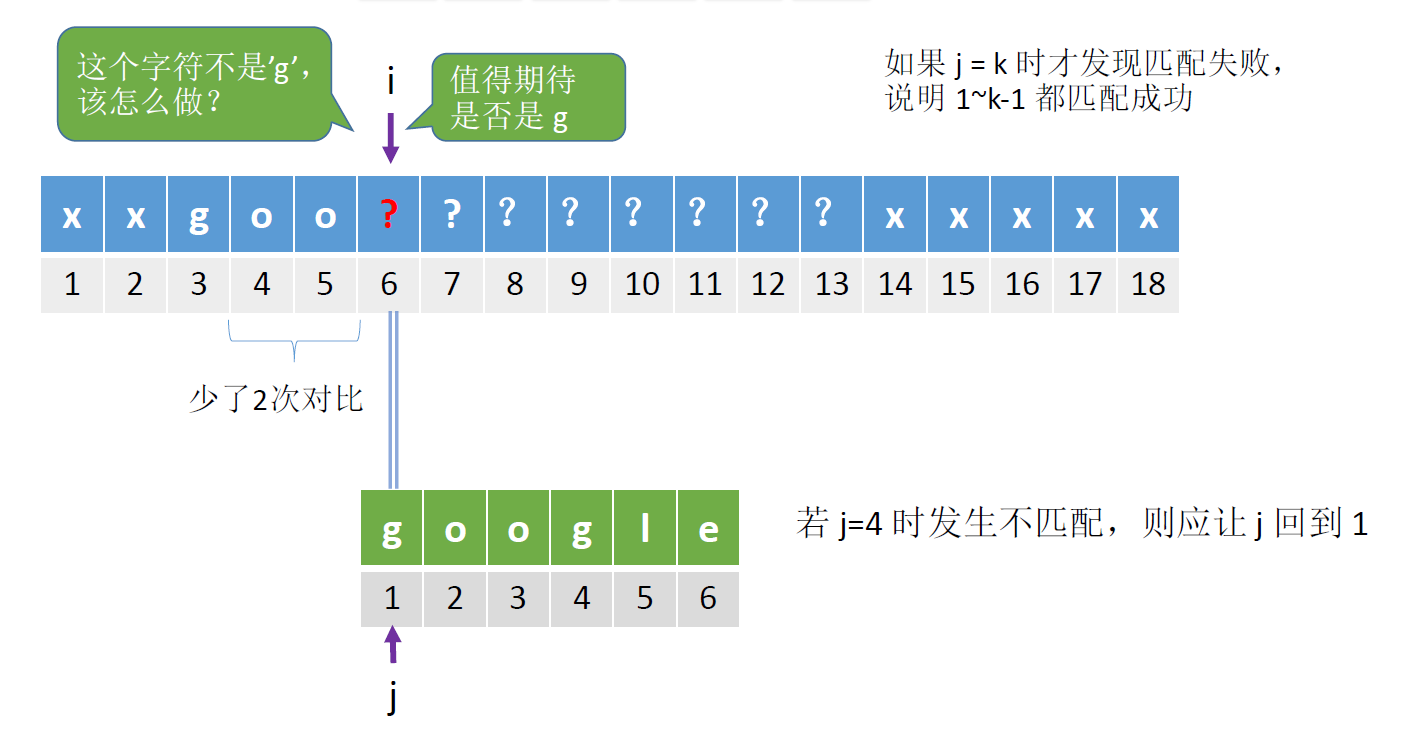 这个字符不是’g’，
该怎么做？
i
值得期待
是否是 g
如果 j = k 时才发现匹配失败，
说明 1~k-1 都匹配成功
x x g o o ? ? ? ? ? ? ? ? x x x x x
1 2 3 4 5 6 7 8 9 10 11 12 13 14 15 16 17 18
少了2次对比
g o o g l e
1 2 3 4 5 6
若 j=4 时发生不匹配，则应让 j 回到 1
j